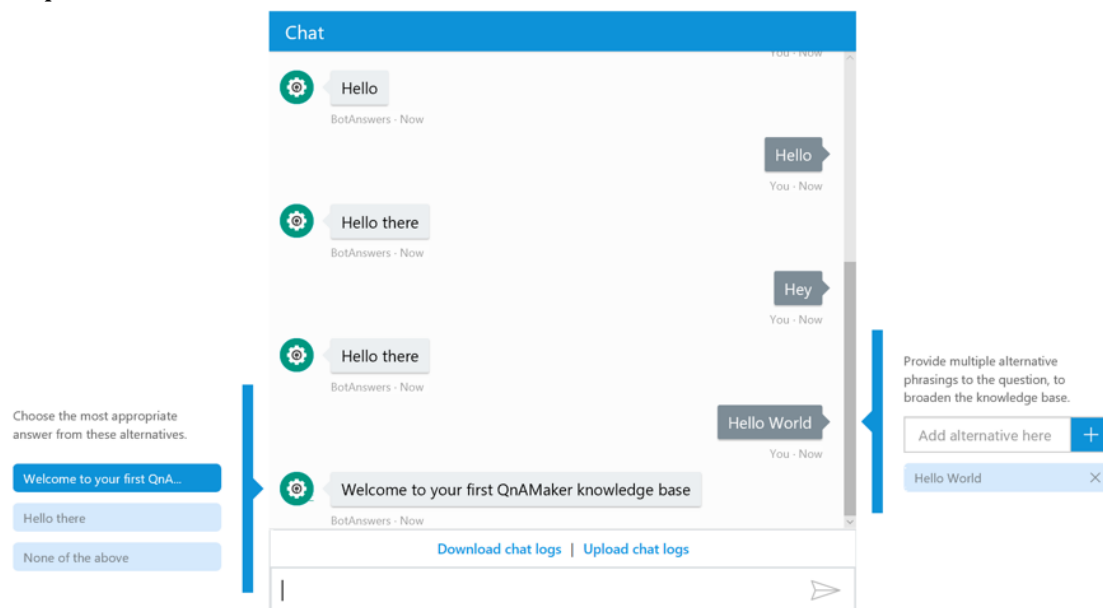 Chat
You - Now
Hello
BotAnswers - Now
Hello
You - Now
Hello there
BotAnswers - Now
Hey
You - Now
Hello there
BotAnswers - Now
Hello World
You - Now
Welcome to your first QnAMaker knowledge base
BotAnswers - Now
Download chat logs | Upload chat logs
Choose the most appropriate
answer from these alternatives.
Welcome to your first QnA...
Hello there
None of the above
Provide multiple alternative
phrasings to the question, to
broaden the knowledge base.
Add alternative here +
Hello World